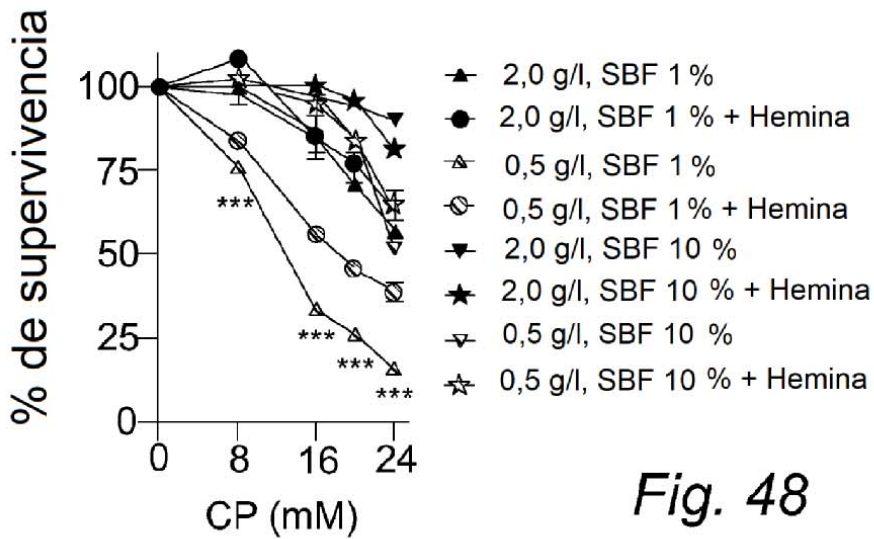 % de supervivencia
100
75
50
25
0
***
***
***
***
0 8 16 24
CP (mM)
2,0 g/l, SBF 1 %
2,0 g/l, SBF 1 % + Hemina
0,5 g/l, SBF 1 %
0,5 g/l, SBF 1 % + Hemina
2,0 g/l, SBF 10 %
2,0 g/l, SBF 10 % + Hemina
0,5 g/l, SBF 10 %
0,5 g/l, SBF 10 % + Hemina
Fig. 48